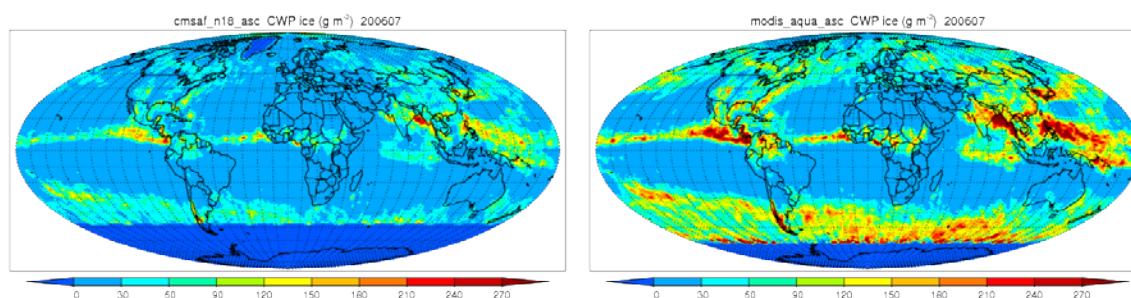 cmsaf_n18_asc CWP ice (g m⁻²) 200607
0 30 60 90 120 150 180 210 240 270
modis_aqua_asc CWP ice (g m⁻²) 200607
0 30 60 90 120 150 180 210 240 270